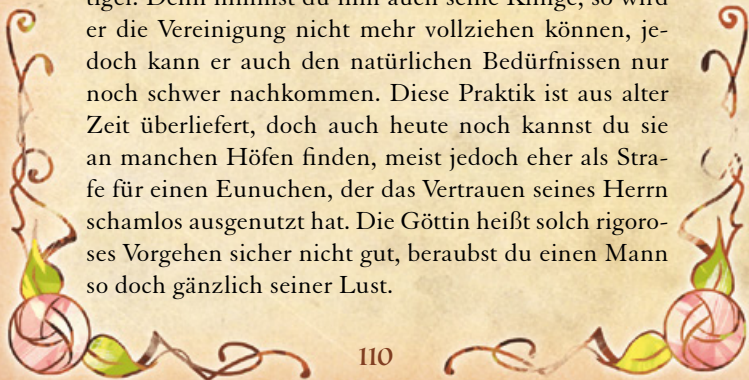 tiger. Denn nimmst du ihm auch seine Klinge, so wird
er die Vereinigung nicht mehr vollziehen können, je-
doch kann er auch den natürlichen Bedürfnissen nur
noch schwer nachkommen. Diese Praktik ist aus alter
Zeit überliefert, doch auch heute noch kannst du sie
an manchen Höfen finden, meist jedoch eher als Stra-
fe für einen Eunuchen, der das Vertrauen seines Herrn
schamlos ausgenutzt hat. Die Göttin heißt solch rigoro-
ses Vorgehen sicher nicht gut, beraubst du einen Mann
so doch gänzlich seiner Lust.
110